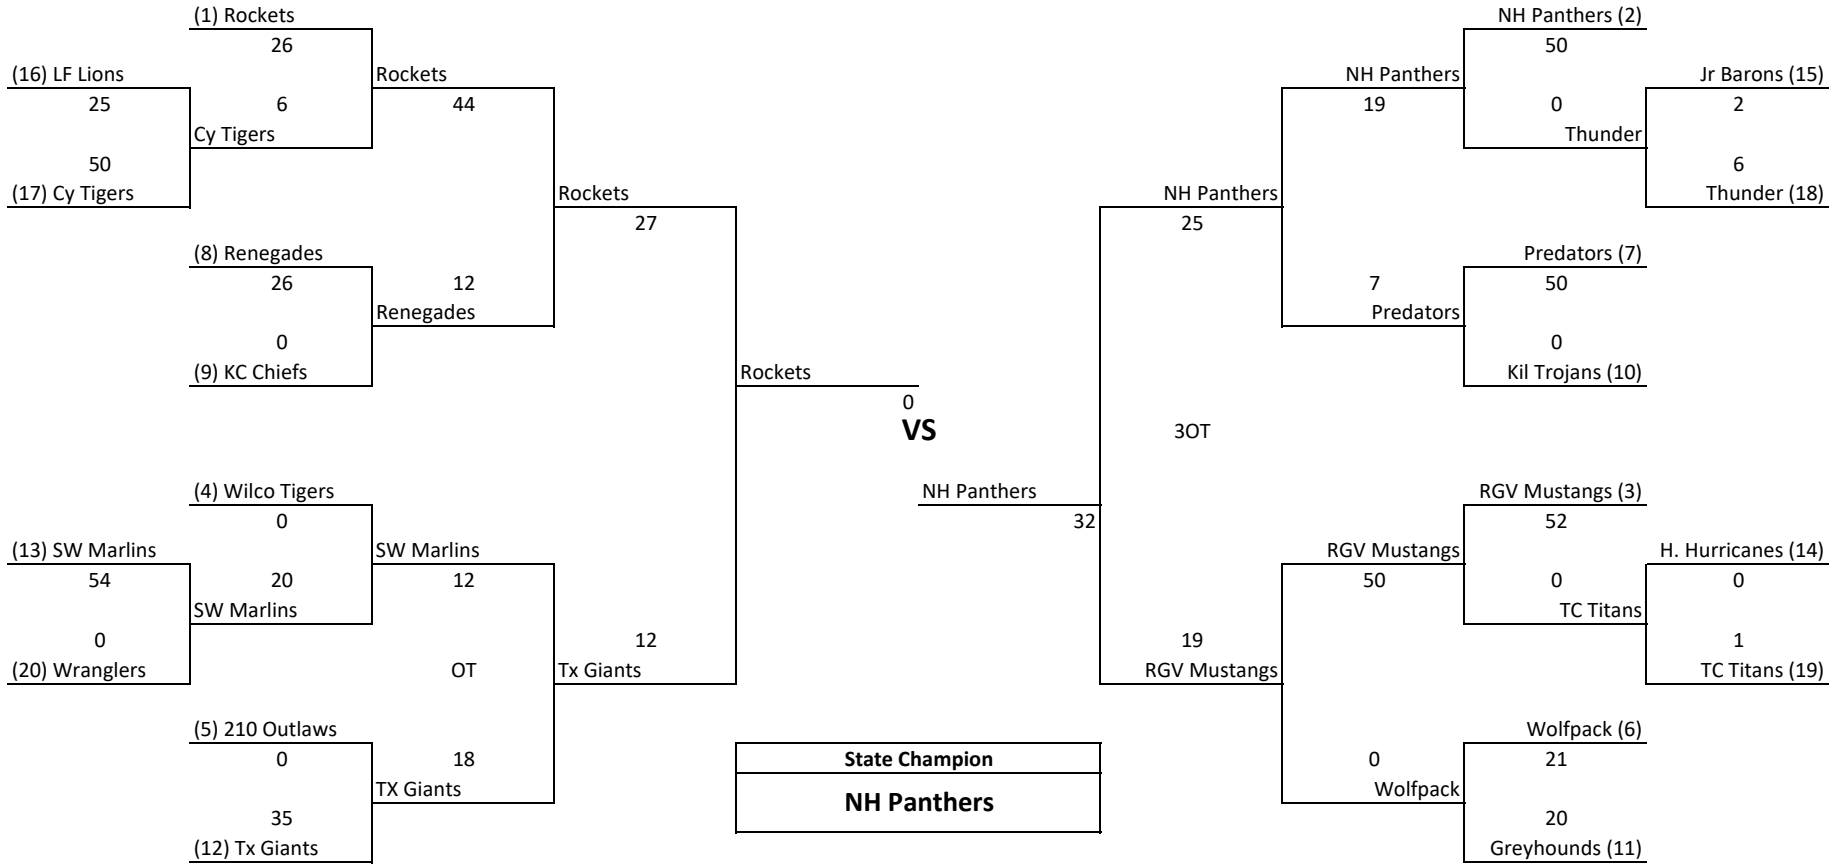 (1) Rockets
NH Panthers (2)
26
50
(16) LF Lions
Rockets
NH Panthers
Jr Barons (15)
25
6
44
19
0
2
Cy Tigers
Thunder
50
6
(17) Cy Tigers
Rockets
NH Panthers
Thunder (18)
27
25
(8) Renegades
Predators (7)
26
12
7
50
Renegades
Predators
0
0
(9) KC Chiefs
Rockets
Kil Trojans (10)
0
VS
3OT
(4) Wilco Tigers
NH Panthers
RGV Mustangs (3)
0
32
52
(13) SW Marlins
SW Marlins
RGV Mustangs
H. Hurricanes (14)
54
20
12
50
0
0
SW Marlins
TC Titans
0
12
19
1
(20) Wranglers
OT
Tx Giants
RGV Mustangs
TC Titans (19)
(5) 210 Outlaws
Wolfpack (6)
0
18
State Champion
0
21
TX Giants
NH Panthers
Wolfpack
35
20
(12) Tx Giants
Greyhounds (11)